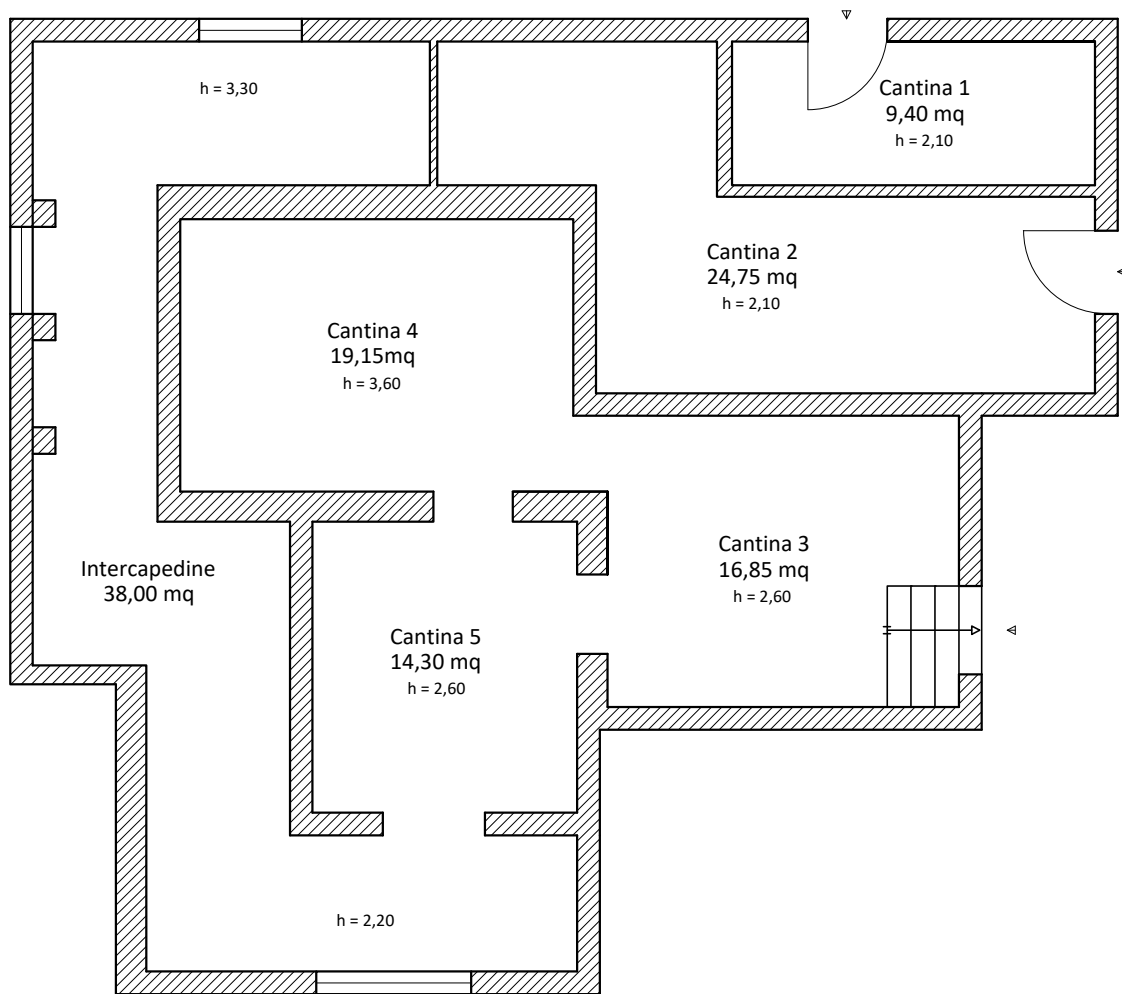 h = 3,30
Cantina 1
9,40 mq
h = 2,10
Cantina 2
24,75 mq
h = 2,10
Cantina 4
19,15mq
h = 3,60
Cantina 3
16,85 mq
h = 2,60
Intercapedine
38,00 mq
Cantina 5
14,30 mq
h = 2,60
h = 2,20